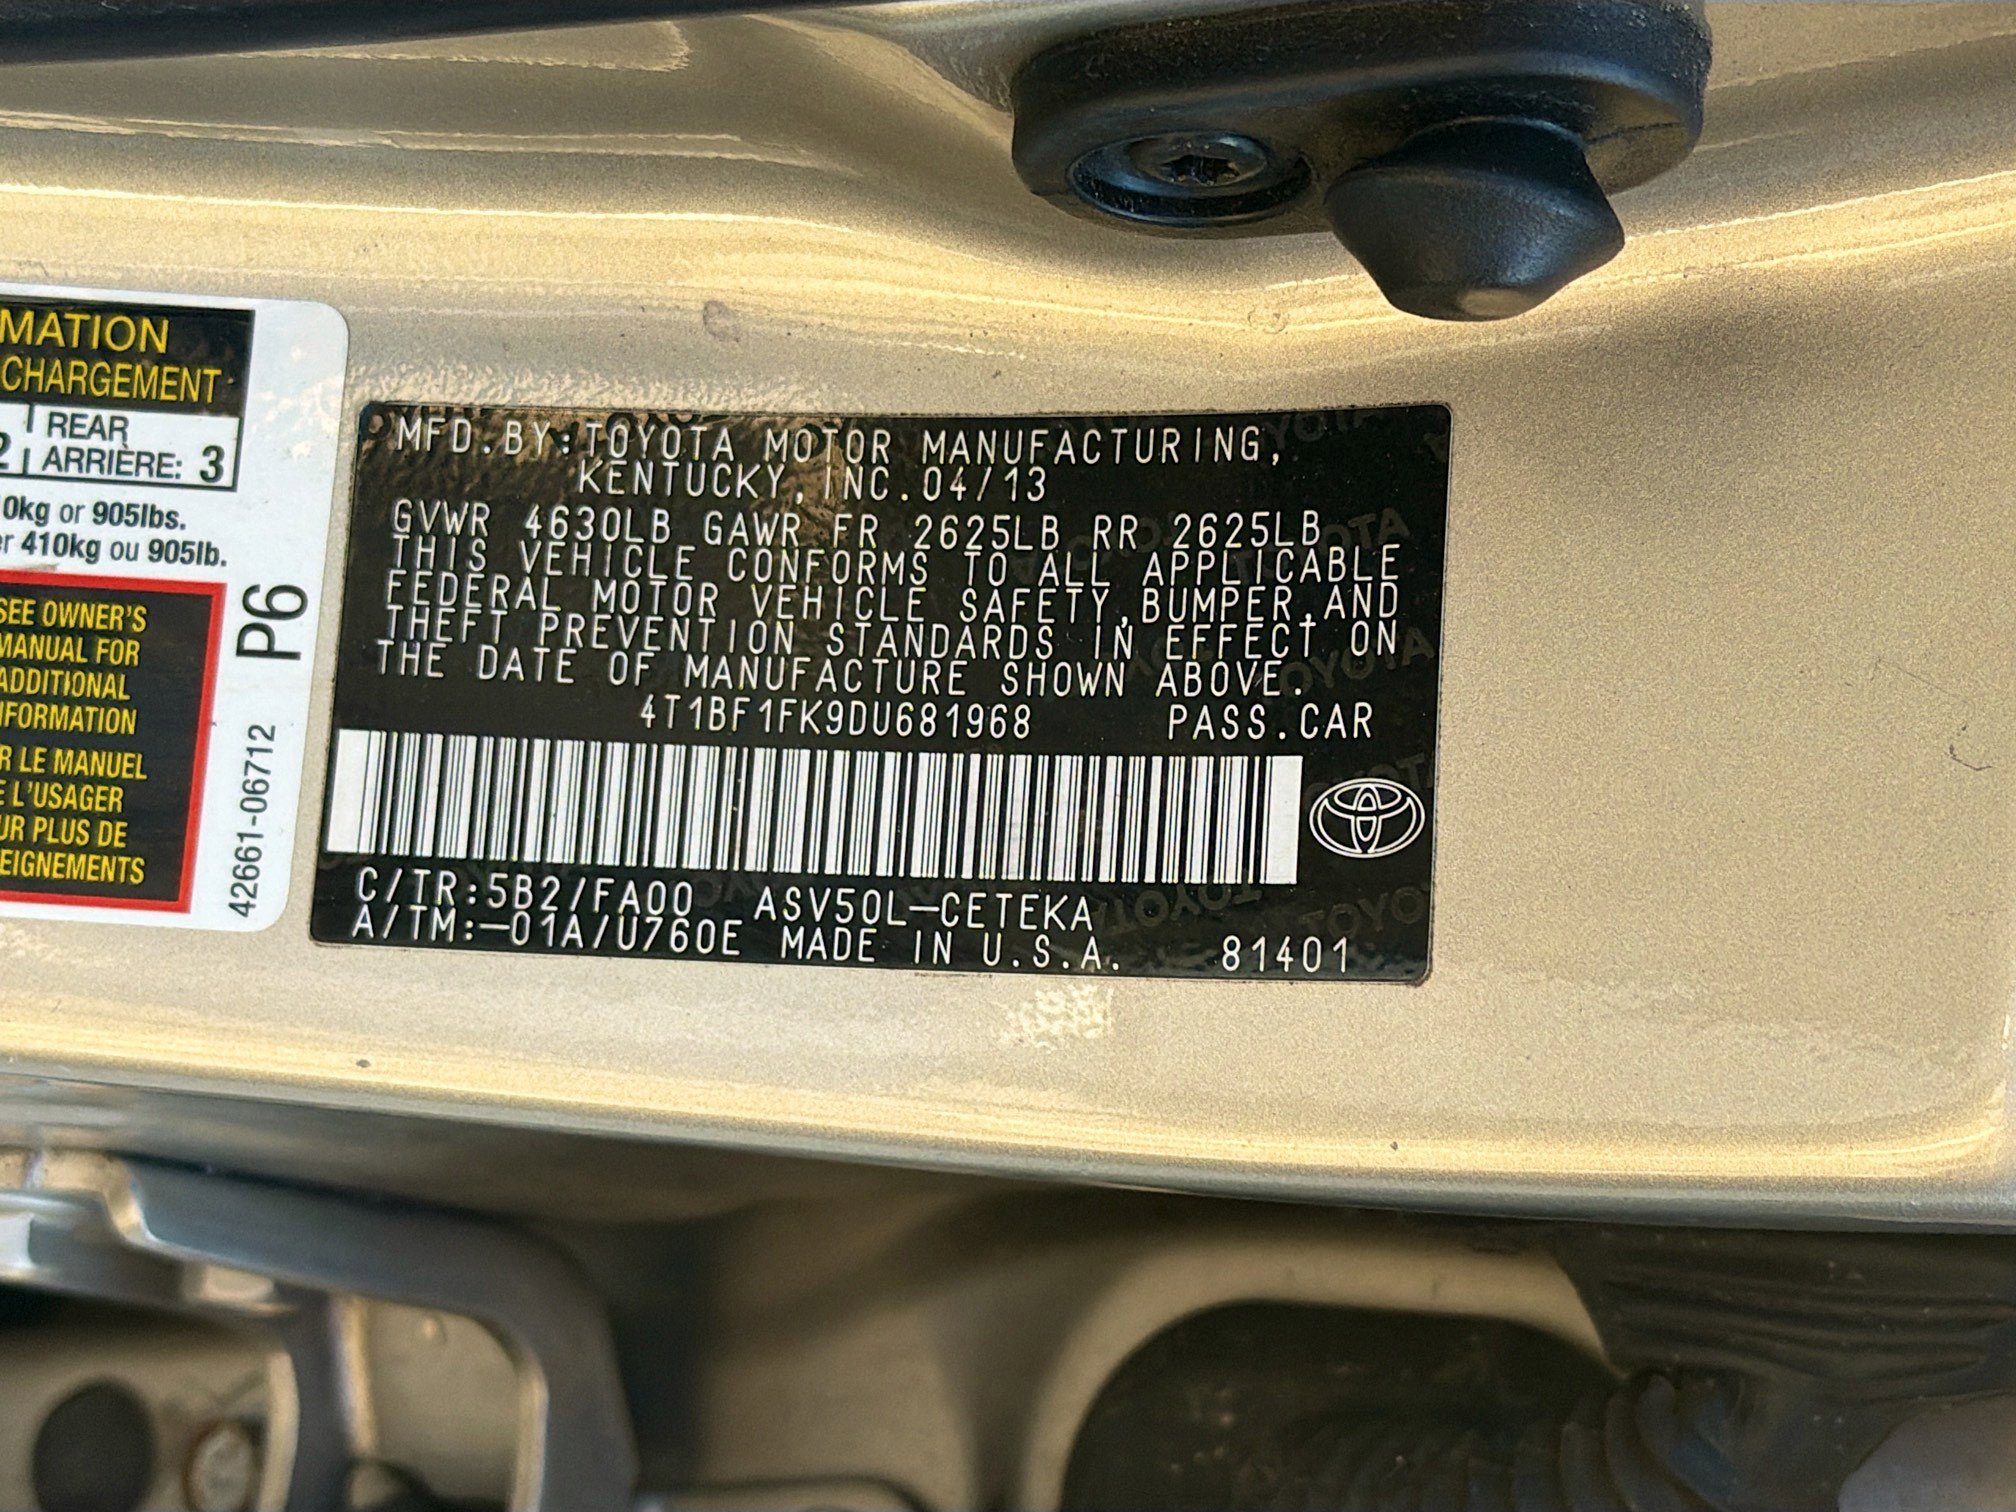 MATION
CHARGEMENT
2 | REAR
ARRIÈRE: 3
0kg or 905lbs.
r 410kg ou 905lb.
P6
SEE OWNER'S
MANUAL FOR
ADDITIONAL
NFORMATION
R LE MANUEL
E L'USAGER
UR PLUS DE
EIGNEMENTS
42661-06712
MFD.BY:TOYOTA MOTOR MANUFACTURING,
KENTUCKY,INC.04/13
GVWR 4630LB GAWR FR 2625LB RR 2625LB
THIS VEHICLE CONFORMS TO ALL APPLICABLE
FEDERAL MOTOR VEHICLE SAFETY,BUMPER,AND
THEFT PREVENTION STANDARDS IN EFFECT ON
THE DATE OF MANUFACTURE SHOWN ABOVE.
4T1BF1FK9DU681968 PASS.CAR
C/TR:5B2/FA00 ASV50L-CETEKA
A/TM:-01A/U760E MADE IN U.S.A. 81401